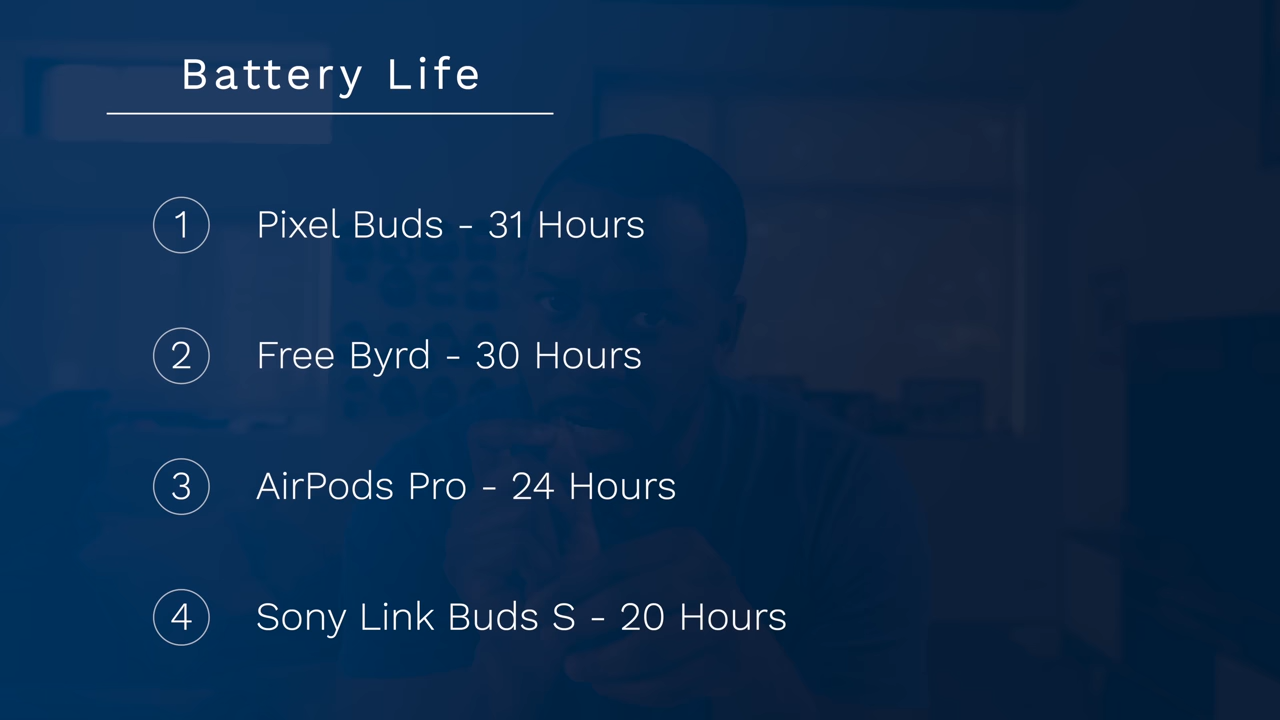 Battery Life
1 Pixel Buds - 31 Hours
2 Free Byrd - 30 Hours
3 AirPods Pro - 24 Hours
4 Sony Link Buds S - 20 Hours